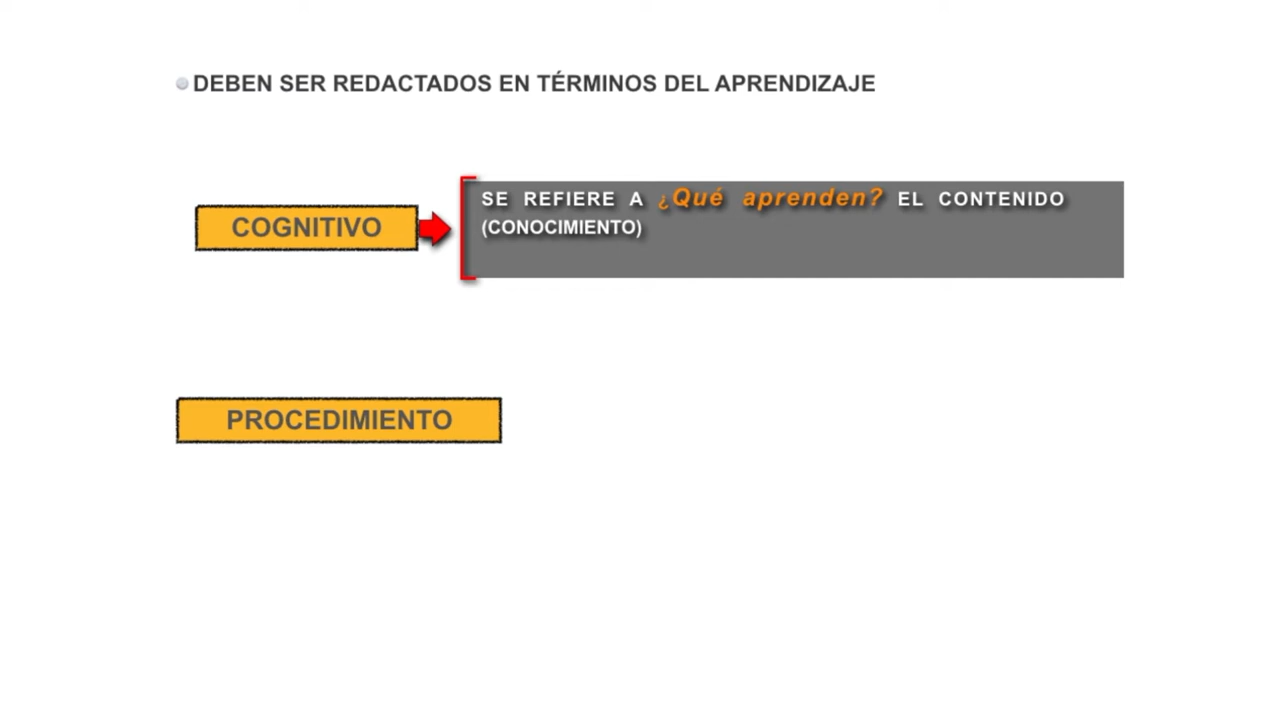 DEBEN SER REDACTADOS EN TÉRMINOS DEL APRENDIZAJE
COGNITIVO
SE REFIERE A ¿Qué aprenden? EL CONTENIDO
(CONOCIMIENTO)
PROCEDIMIENTO